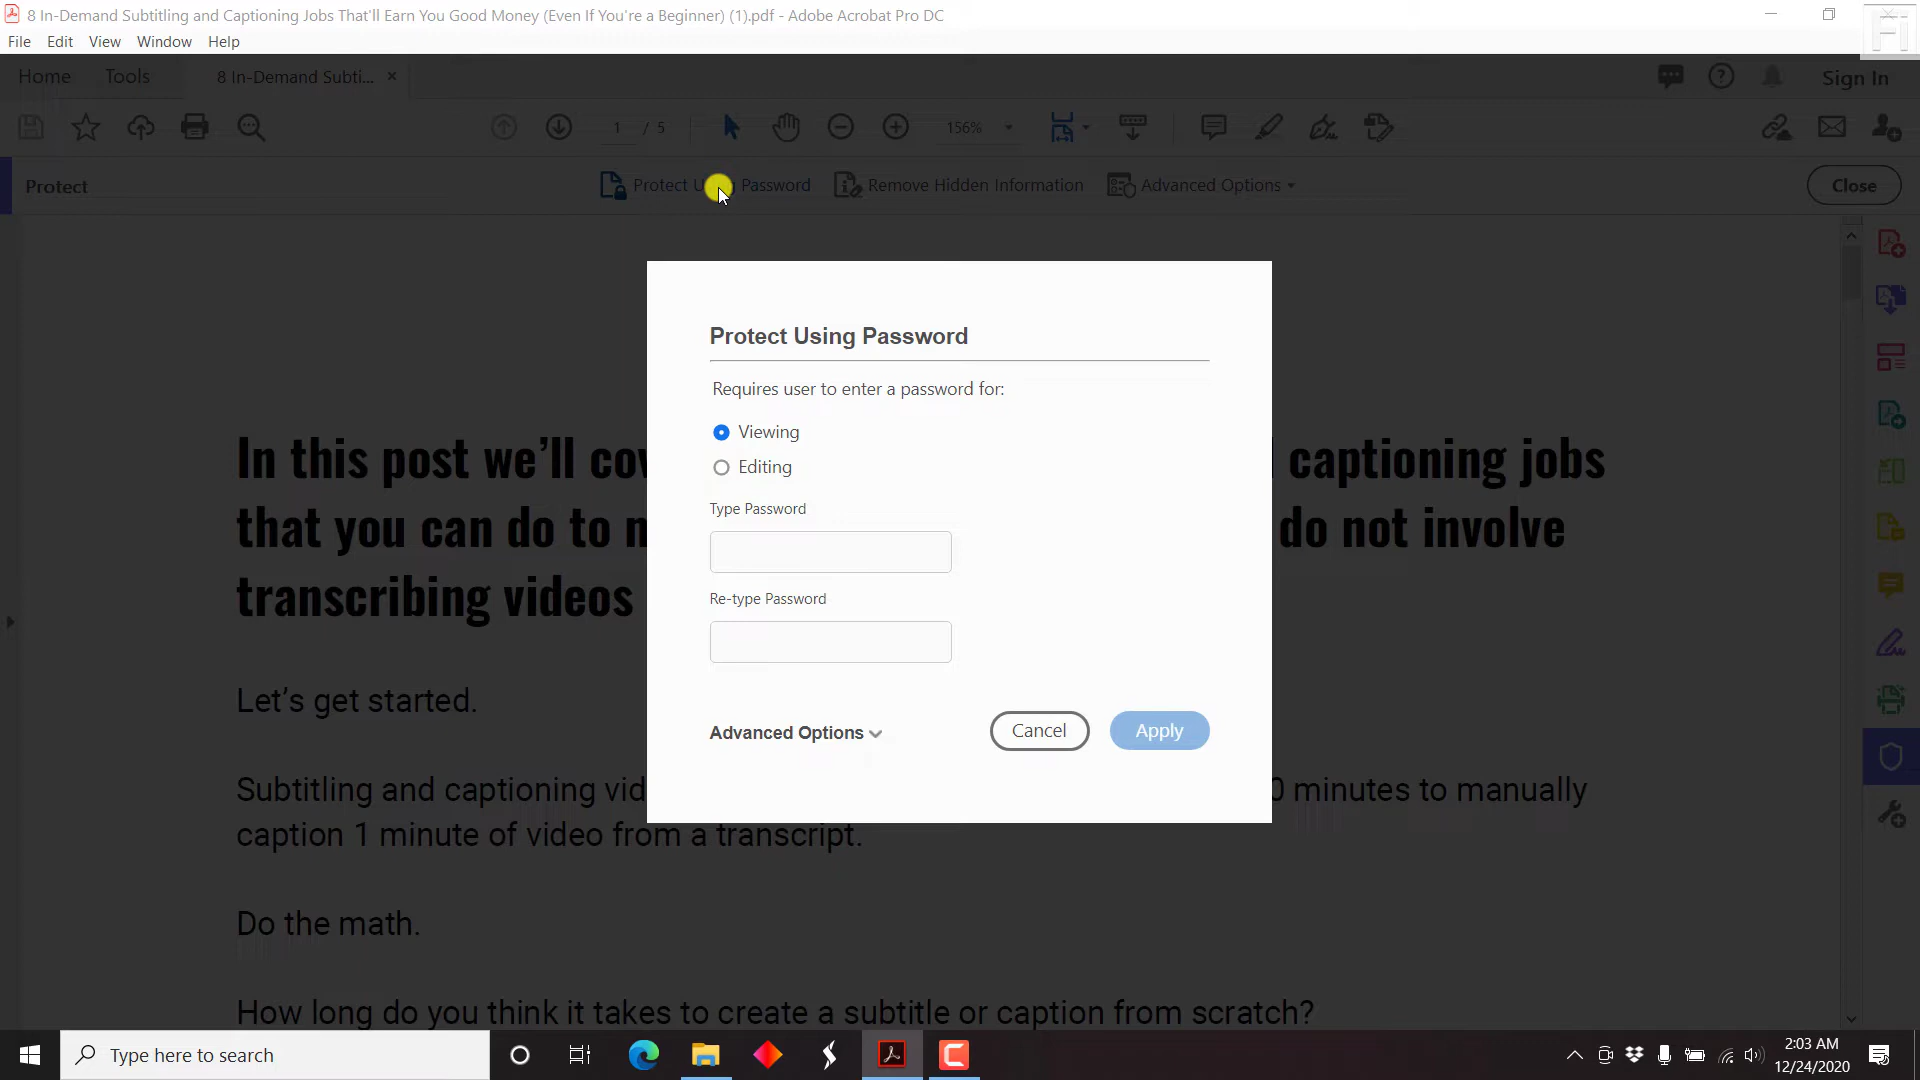 8 In-Demand Subtitling and Captioning Jobs That'll Earn You Good Money (Even If You're a Beginner) (1).pdf - Adobe Acrobat Pro DC
File Edit View Window Help
Home Tools 8 In-Demand Subti... × Sign In
1 / 5 156%
Protect Protect U Password Remove Hidden Information Advanced Options Close
Protect Using Password
Requires user to enter a password for:
Viewing
In this post we'll captioning jobs
Editing
that you can do to do not involve
Type Password
Re-type Password
transcribing videos
Let's get started.
Advanced Options Cancel Apply
Subtitling and captioning minutes to manually
caption 1 minute of video from a transcript.
Do the math.
How long do you think it takes to create a subtitle or caption from scratch?
Type here to search
2:03 AM
12/24/2020